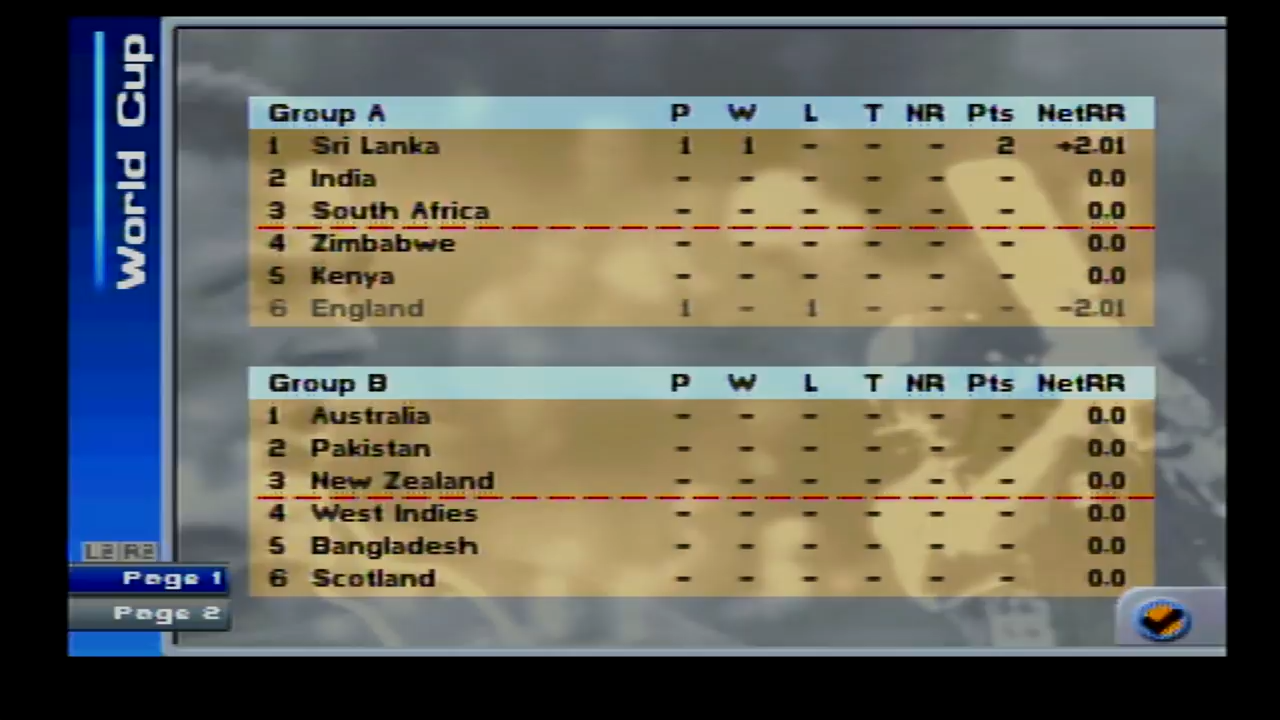 World Cup
Group A P W L T NR Pts NetRR
1 Sri Lanka 1 1 - - - 2 +2.01
2 India - - - - - - 0.0
3 South Africa - - - - - - 0.0
4 Zimbabwe - - - - - - 0.0
5 Kenya - - - - - - 0.0
6 England 1 - 1 - - - -2.01
Group B P W L T NR Pts NetRR
1 Australia - - - - - - 0.0
2 Pakistan - - - - - - 0.0
3 New Zealand - - - - - - 0.0
4 West Indies - - - - - - 0.0
5 Bangladesh - - - - - - 0.0
6 Scotland - - - - - - 0.0
L2 R2
Page 1
Page 2